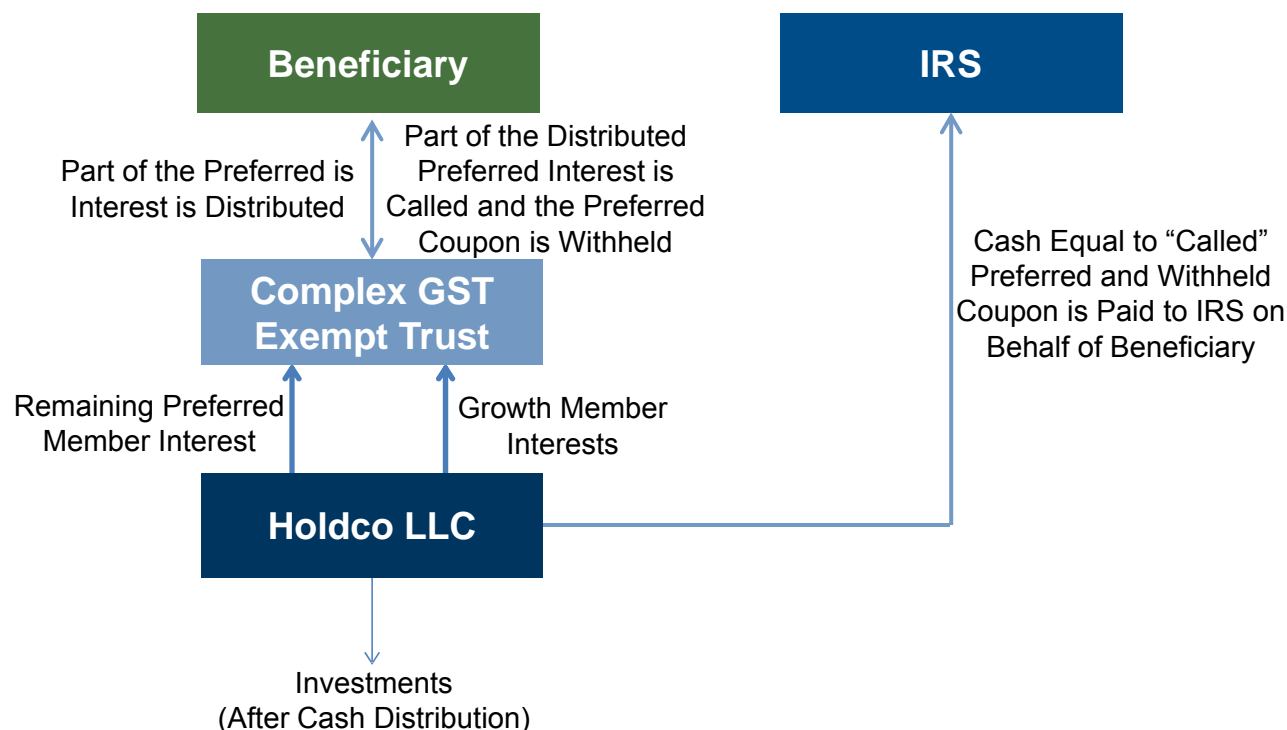 Beneficiary
IRS
Part of the Preferred is
Interest is Distributed
Part of the Distributed
Preferred Interest is
Called and the Preferred
Coupon is Withheld
Cash Equal to “Called”
Preferred and Withheld
Coupon is Paid to IRS on
Behalf of Beneficiary
Complex GST
Exempt Trust
Remaining Preferred
Member Interest
Growth Member
Interests
Holdco LLC
Investments
(After Cash Distribution)